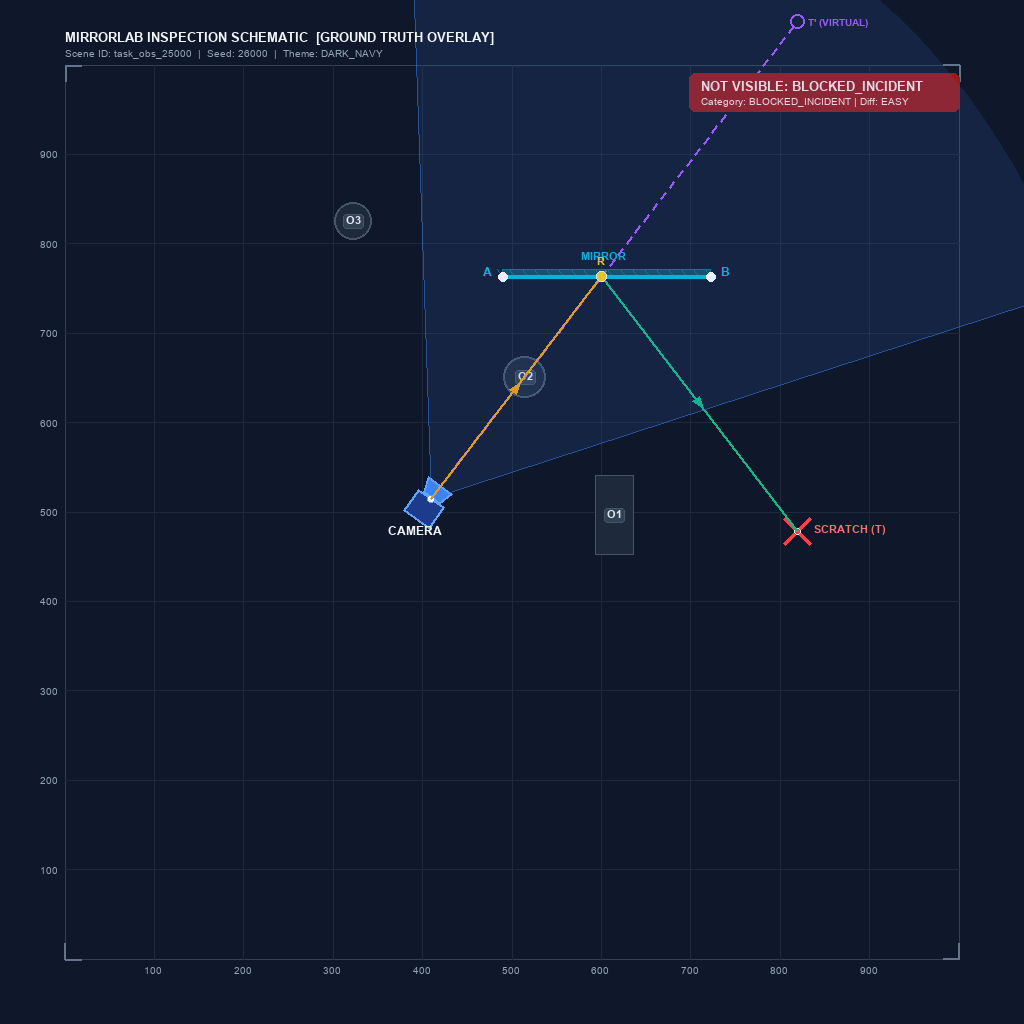 MIRRORLAB INSPECTION SCHEMATIC [GROUND TRUTH OVERLAY]
Scene ID: task_obs_25000 | Seed: 26000 | Theme: DARK_NAVY
T' (VIRTUAL)
NOT VISIBLE: BLOCKED_INCIDENT
Category: BLOCKED_INCIDENT | Diff: EASY
900
O3
800
MIRROR
R
A
B
700
O2
600
500
O1
CAMERA
SCRATCH (T)
400
300
200
100
100 200 300 400 500 600 700 800 900